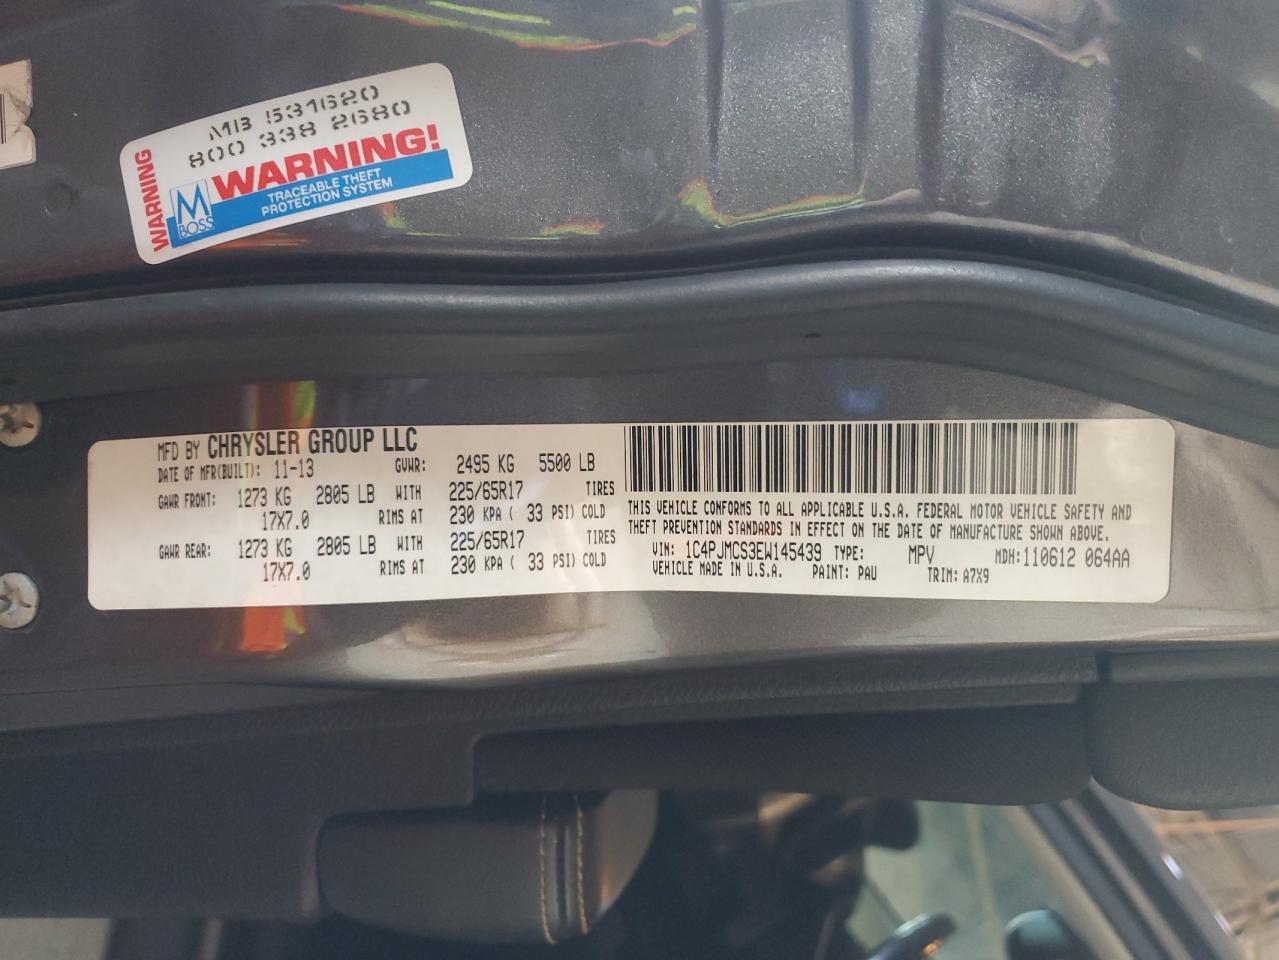 MB 531620
800 338 2680
WARNING
WARNING!
M
BOSS
TRACEABLE THEFT
PROTECTION SYSTEM
MFD BY CHRYSLER GROUP LLC
DATE OF MFR(BUILT): 11-13 GVWR: 2495 KG 5500 LB
GAWR FRONT: 1273 KG 2805 LB WITH 225/65R17 TIRES
17X7.0 RIMS AT 230 KPA ( 33 PSI) COLD
GAWR REAR: 1273 KG 2805 LB WITH 225/65R17 TIRES
17X7.0 RIMS AT 230 KPA ( 33 PSI) COLD
THIS VEHICLE CONFORMS TO ALL APPLICABLE U.S.A. FEDERAL MOTOR VEHICLE SAFETY AND
THEFT PREVENTION STANDARDS IN EFFECT ON THE DATE OF MANUFACTURE SHOWN ABOVE.
VIN: 1C4PJMCS3EW145439 TYPE: MPV MDH: 110612 064AA
VEHICLE MADE IN U.S.A. PAINT: PAU TRIM: A7X9